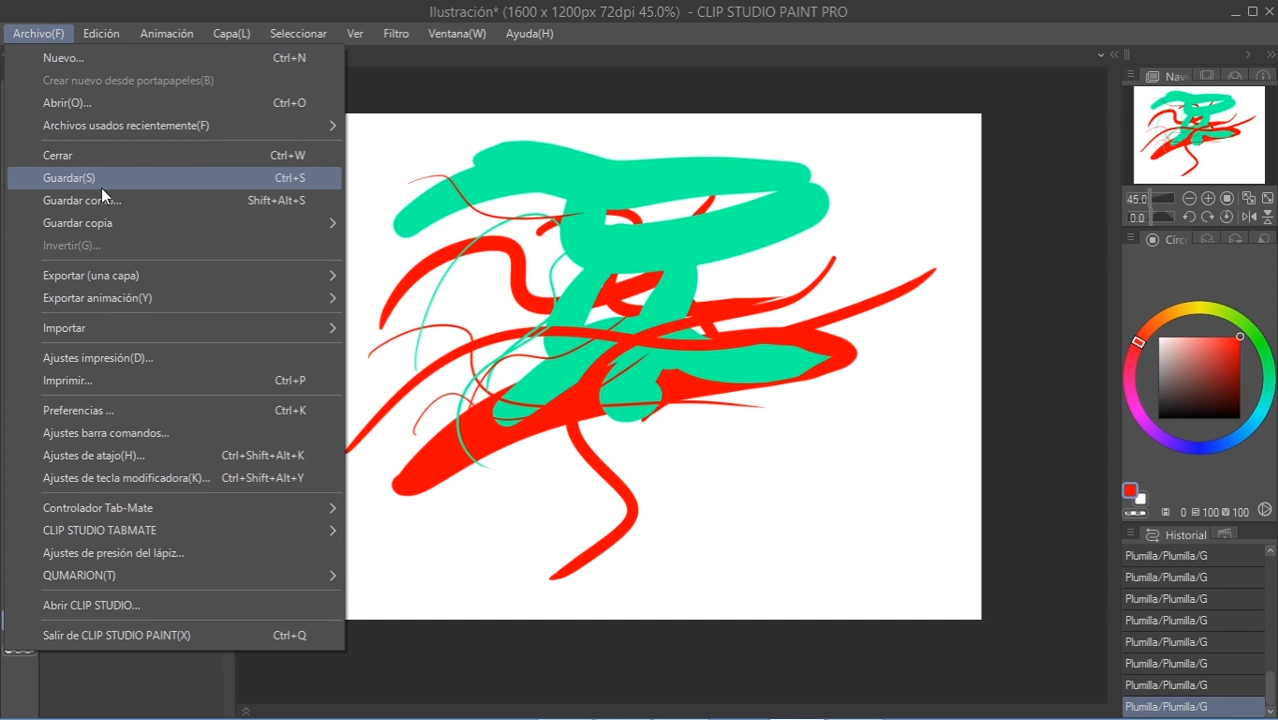 Ilustración* (1600 x 1200px 72dpi 45.0%) - CLIP STUDIO PAINT PRO
Archivo(F) Edición Animación Capa(L) Seleccionar Ver Filtro Ventana(W) Ayuda(H)
Nuevo... Ctrl+N
Crear nuevo desde portapapeles(B)
Abrir(O)... Ctrl+O
Archivos usados recientemente(F)
Cerrar Ctrl+W
Guardar(S) Ctrl+S
Guardar Shift+Alt+S
Guardar copia
Invertir(G)...
Exportar (una capa)
Exportar animación(Y)
Importar
Ajustes impresión(D)...
Imprimir... Ctrl+P
Preferencias ... Ctrl+K
Ajustes barra comandos...
Ajustes de atajo(H)... Ctrl+Shift+Alt+K
Ajustes de tecla modificadora(K)... Ctrl+Shift+Alt+Y
Controlador Tab-Mate
CLIP STUDIO TABMATE
Ajustes de presión del lápiz...
QUMARION(T)
Abrir CLIP STUDIO...
Salir de CLIP STUDIO PAINT(X) Ctrl+Q
Nav
45.0
0.0
Círc
0 100 100
Historial
Plumilla/Plumilla/G
Plumilla/Plumilla/G
Plumilla/Plumilla/G
Plumilla/Plumilla/G
Plumilla/Plumilla/G
Plumilla/Plumilla/G
Plumilla/Plumilla/G
Plumilla/Plumilla/G